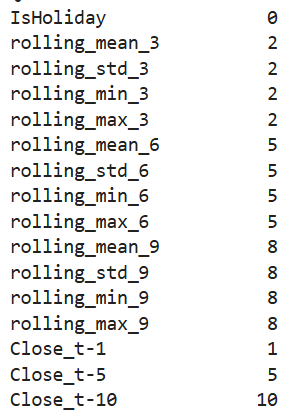 IsHoliday 0
rolling_mean_3 2
rolling_std_3 2
rolling_min_3 2
rolling_max_3 2
rolling_mean_6 5
rolling_std_6 5
rolling_min_6 5
rolling_max_6 5
rolling_mean_9 8
rolling_std_9 8
rolling_min_9 8
rolling_max_9 8
Close_t-1 1
Close_t-5 5
Close_t-10 10